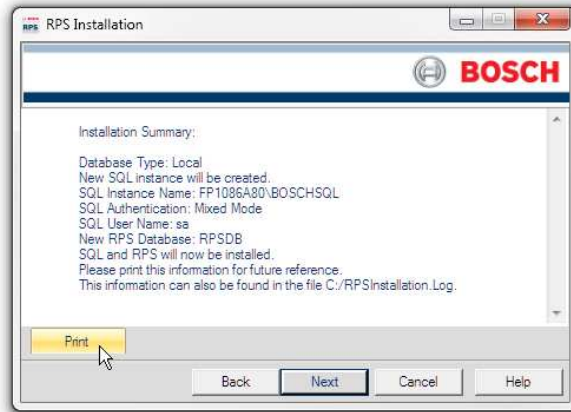 RPS RPS Installation
BOSCH
Installation Summary:
Database Type: Local
New SQL instance will be created.
SQL Instance Name: FP1086A80\BOSCHSQL
SQL Authentication: Mixed Mode
SQL User Name: sa
New RPS Database: RPSDB
SQL and RPS will now be installed.
Please print this information for future reference.
This information can also be found in the file C:/RPSInstallation.Log.
Print
Back Next Cancel Help